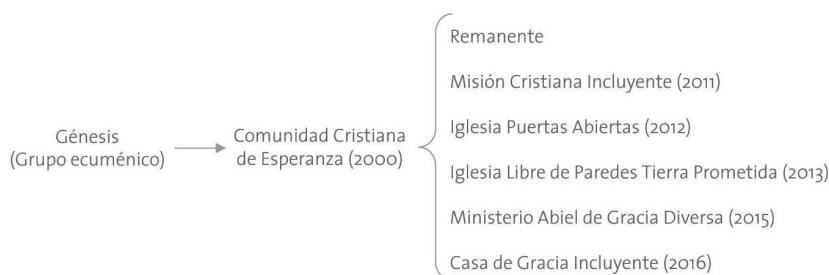 Génesis
(Grupo ecuménico)
Comunidad Cristiana
de Esperanza (2000)
Remanente
Misión Cristiana Incluyente (2011)
Iglesia Puertas Abiertas (2012)
Iglesia Libre de Paredes Tierra Prometida (2013)
Ministerio Abiel de Gracia Diversa (2015)
Casa de Gracia Incluyente (2016)